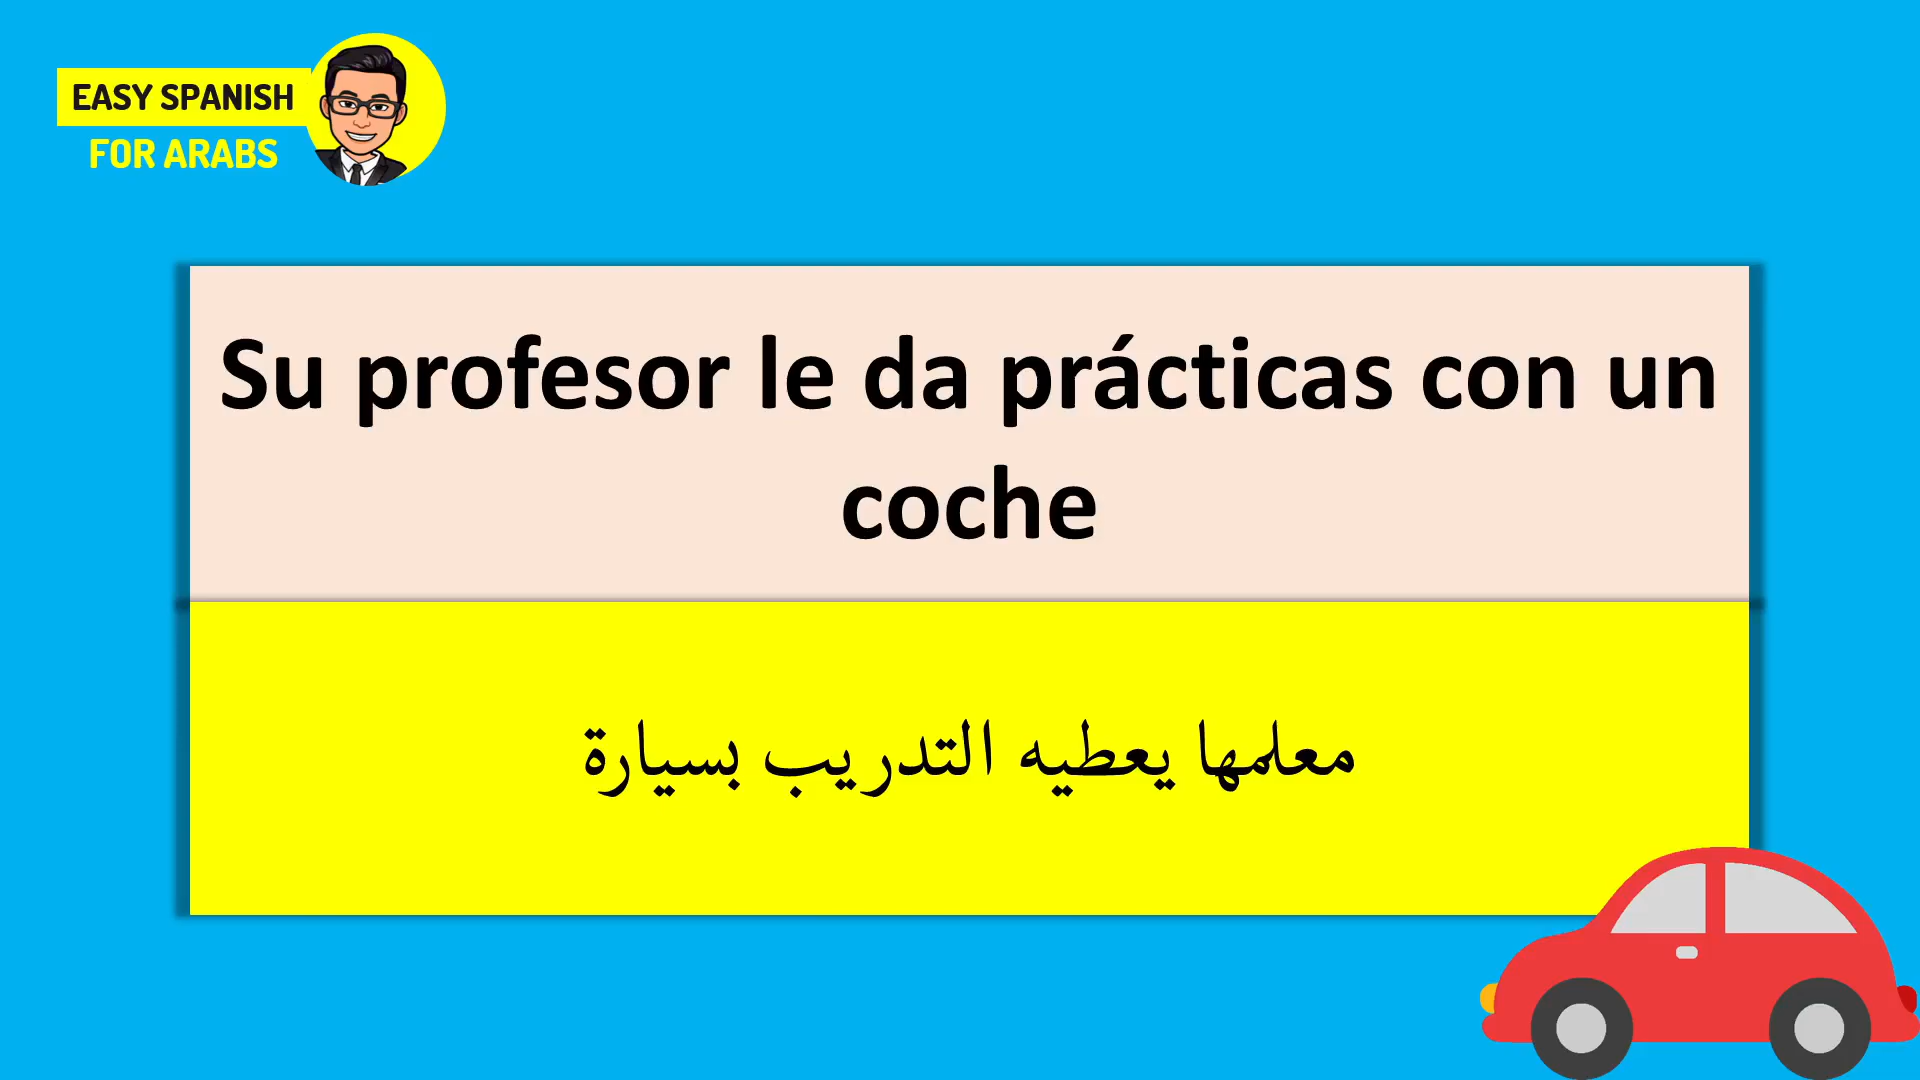 EASY SPANISH
FOR ARABS
Su profesor le da prácticas con un
coche
معلمها يعطيه التدريب بسيارة